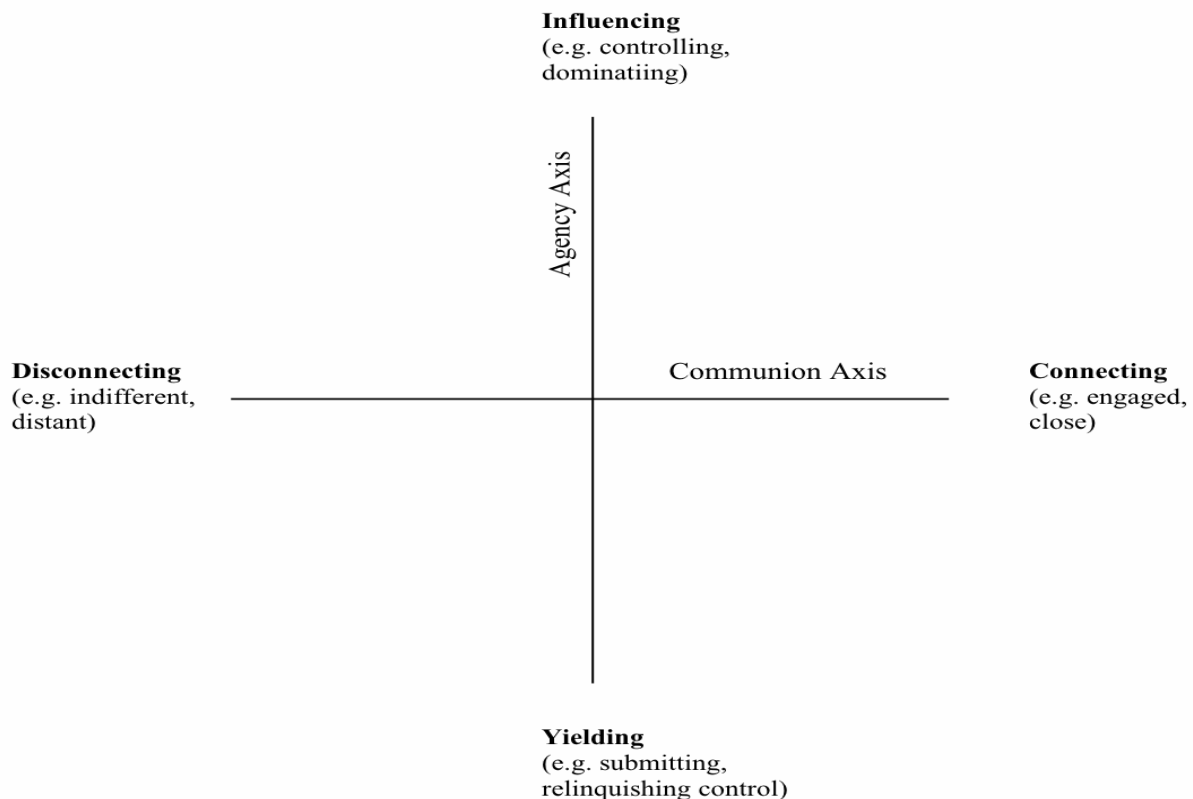 Influencing
(e.g. controlling,
dominatiing)
Agency Axis
Disconnecting
(e.g. indifferent,
distant)
Communion Axis
Connecting
(e.g. engaged,
close)
Yielding
(e.g. submitting,
relinquishing control)